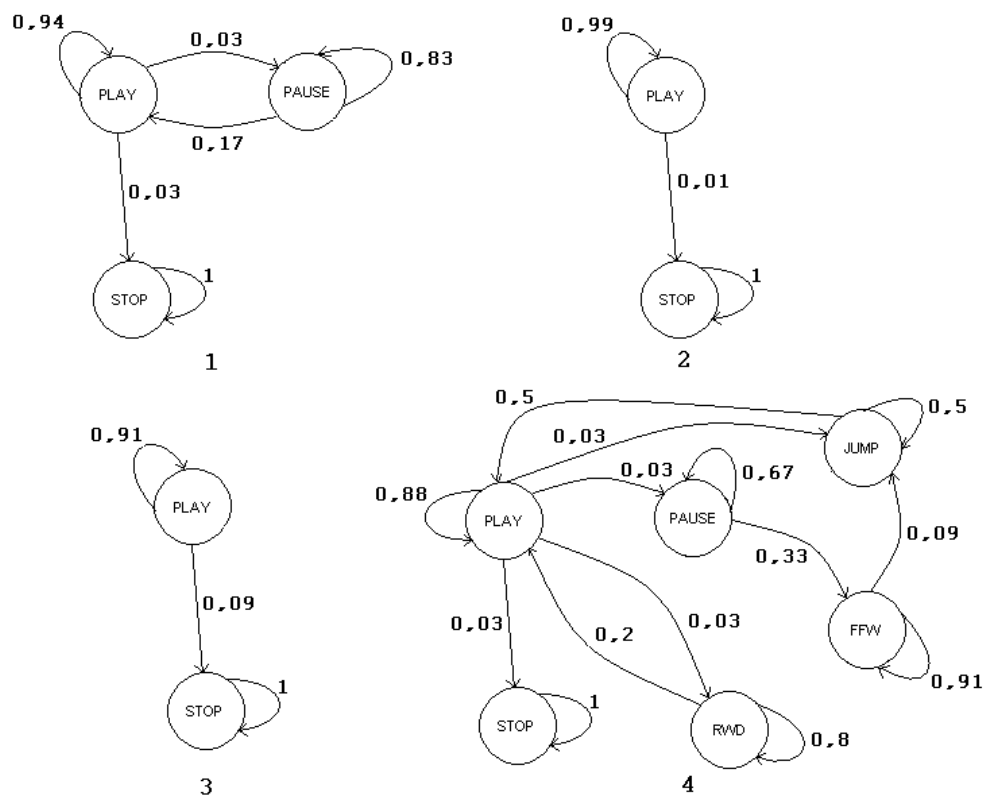 0,94
0,03
0,83
PLAY
PAUSE
0,17
0,03
STOP
1
1
0,99
PLAY
0,01
STOP
1
2
0,91
PLAY
0,09
STOP
1
3
0,5
0,03
0,5
JUMP
0,03
0,67
0,88
PLAY
PAUSE
0,33
0,09
0,03
0,2
0,03
FFW
0,91
STOP
1
RWD
0,8
4